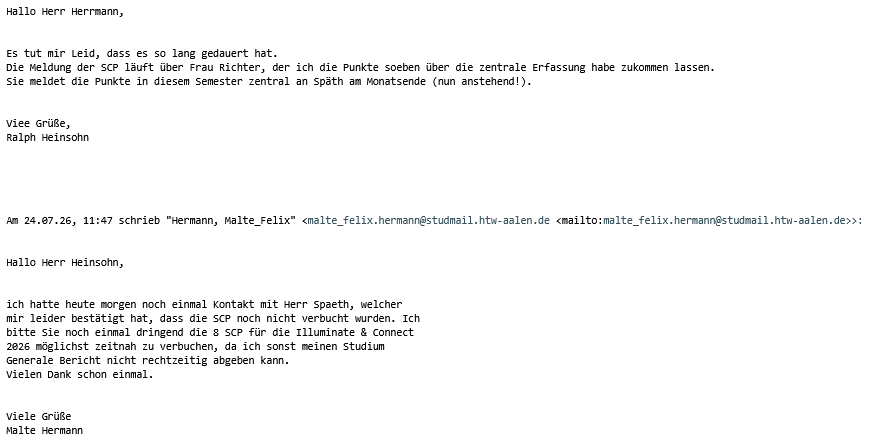 Hallo Herr Herrmann,
Es tut mir Leid, dass es so lang gedauert hat.
Die Meldung der SCP läuft über Frau Richter, der ich die Punkte soeben über die zentrale Erfassung habe zukommen lassen.
Sie meldet die Punkte in diesem Semester zentral an Späth am Monatsende (nun anstehend!).
Viee Grüße,
Ralph Heinsohn
Am 24.07.26, 11:47 schrieb "Hermann, Malte_Felix" <malte_felix.hermann@studmail.htw-aalen.de <mailto:malte_felix.hermann@studmail.htw-aalen.de>>:
Hallo Herr Heinsohn,
ich hatte heute morgen noch einmal Kontakt mit Herr Spaeth, welcher
mir leider bestätigt hat, dass die SCP noch nicht verbucht wurden. Ich
bitte Sie noch einmal dringend die 8 SCP für die Illuminate & Connect
2026 möglichst zeitnah zu verbuchen, da ich sonst meinen Studium
Generale Bericht nicht rechtzeitig abgeben kann.
Vielen Dank schon einmal.
Viele Grüße
Malte Hermann